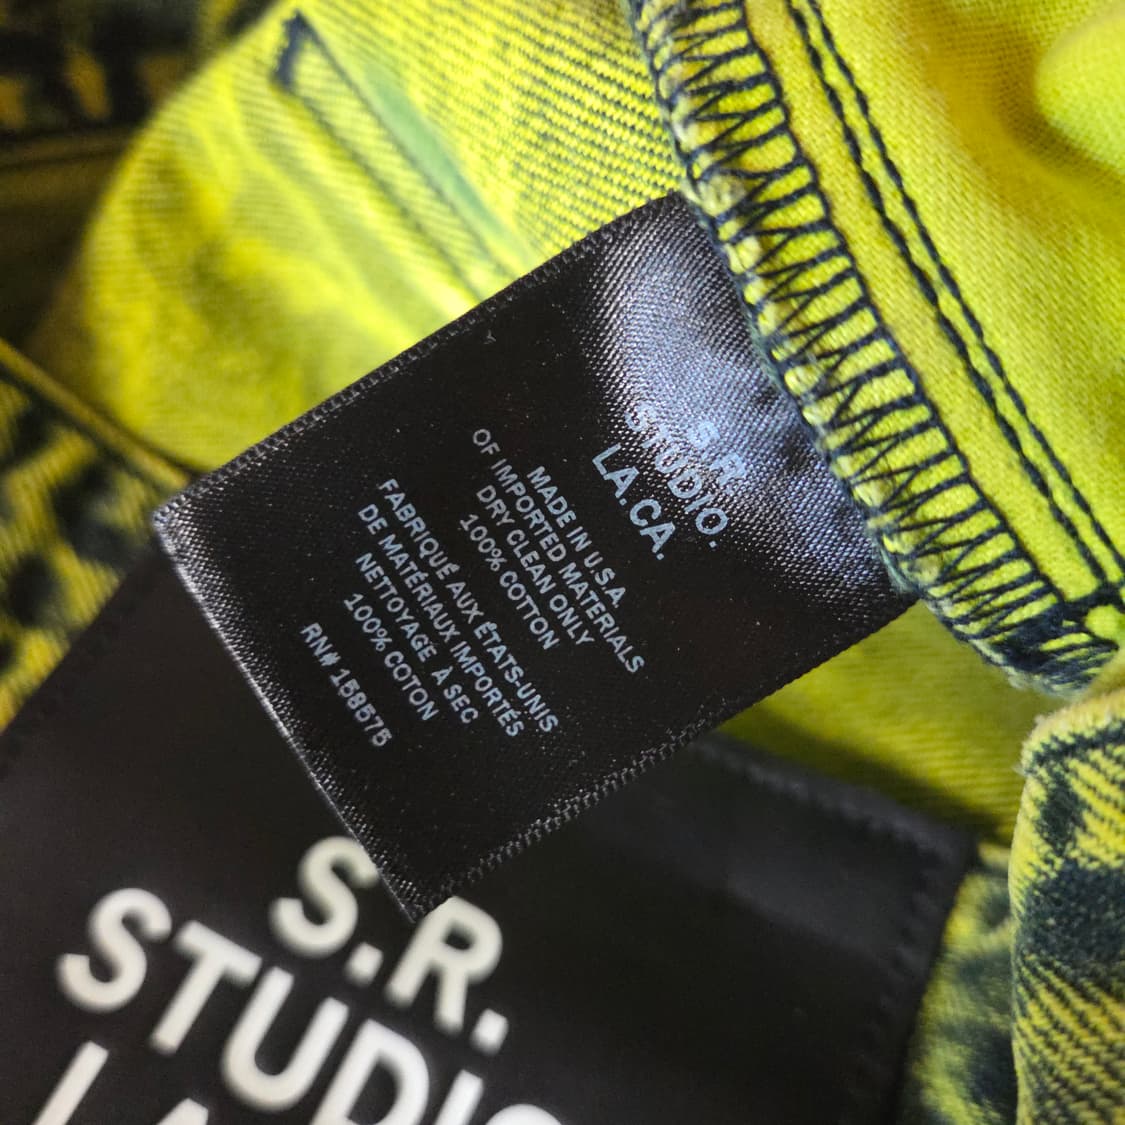 S.R.
STUDIO.
LA.CA.
MADE IN U.S.A.
OF IMPORTED MATERIALS
DRY CLEAN ONLY
100% COTTON
FABRIQUÉ AUX ÉTATS-UNIS
DE MATÉRIAUX IMPORTÉS
NETTOYAGE À SEC
100% COTON
RN# 158575
S.R.
STUDIO
LA